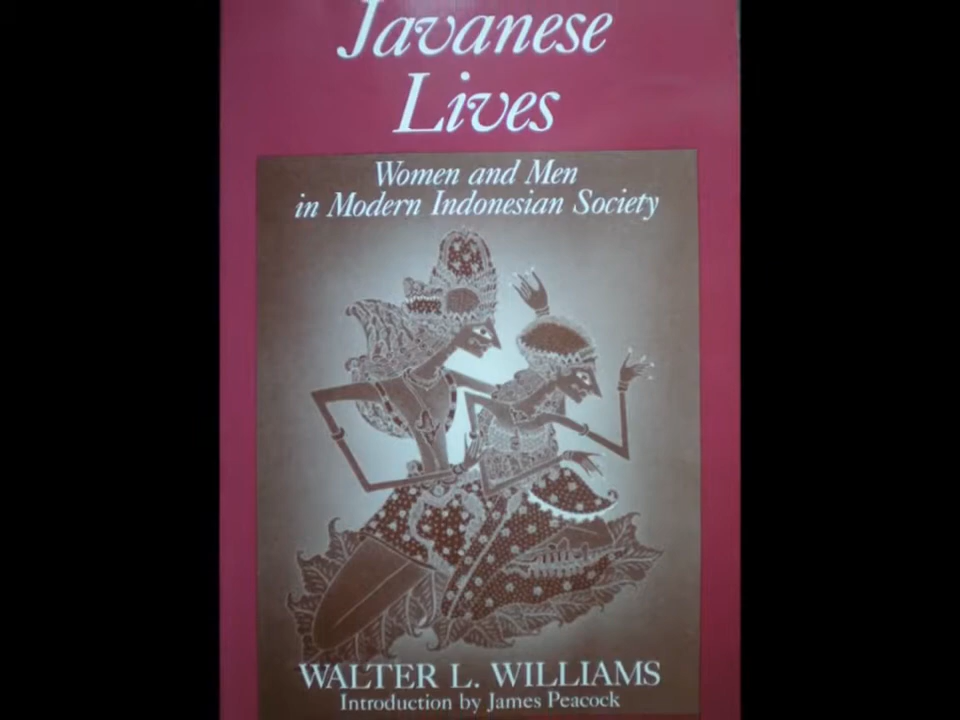 Javanese
Lives
Women and Men
in Modern Indonesian Society
WALTER L. WILLIAMS
Introduction by James Peacock